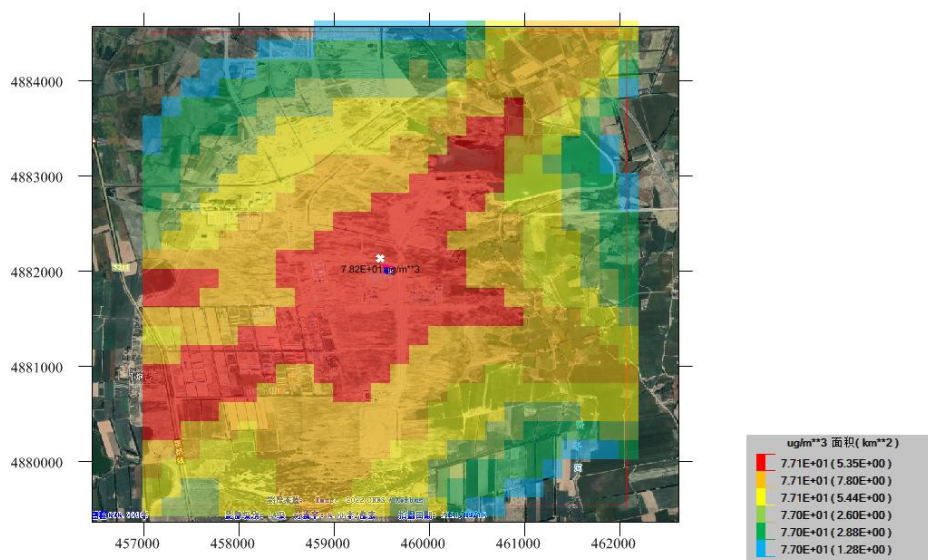 4884000
4883000
4882000
7.82E+01 ug/m**3
4881000
4880000
457000
458000
459000
460000
461000
462000
ug/m**3 面积( km**2 )
7.71E+01 ( 5.35E+00 )
7.71E+01 ( 7.80E+00 )
7.71E+01 ( 5.44E+00 )
7.70E+01 ( 2.60E+00 )
7.70E+01 ( 2.88E+00 )
7.70E+01 ( 1.28E+00 )